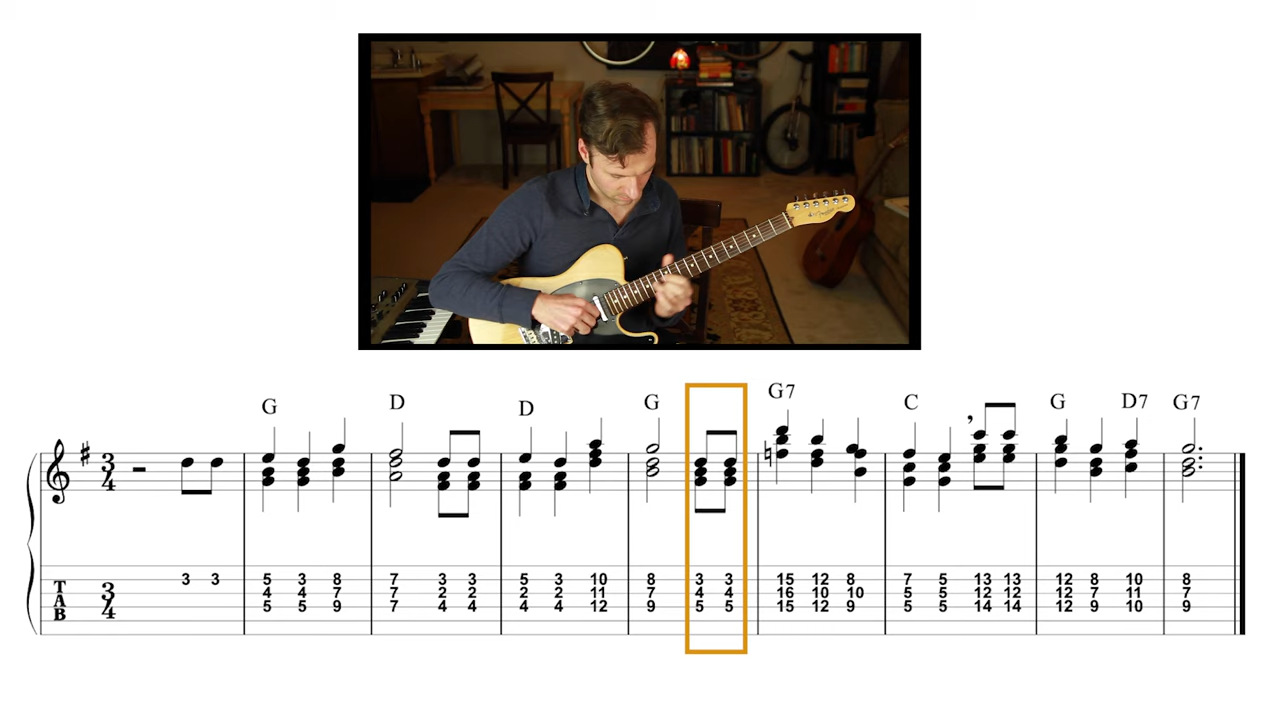 G D D G G7 C G D7 G7
3 4
T A B
3 4
3 3 5 3 8 7 3 3 5 3 10 8 3 3 15 12 8 7 5 13 13 12 8 10 8
4 4 7 7 2 2 2 2 11 7 4 4 16 10 10 5 5 12 12 12 7 11 7
5 5 9 7 4 4 4 4 12 9 5 5 15 12 9 5 5 14 14 12 9 10 9